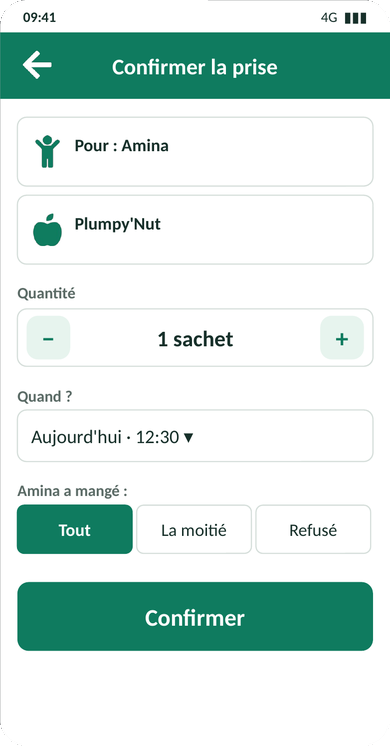 09:41 4G
Confirmer la prise
Pour : Amina
Plumpy'Nut
Quantité
− 1 sachet +
Quand ?
Aujourd'hui · 12:30 ▾
Amina a mangé :
Tout La moitié Refusé
Confirmer